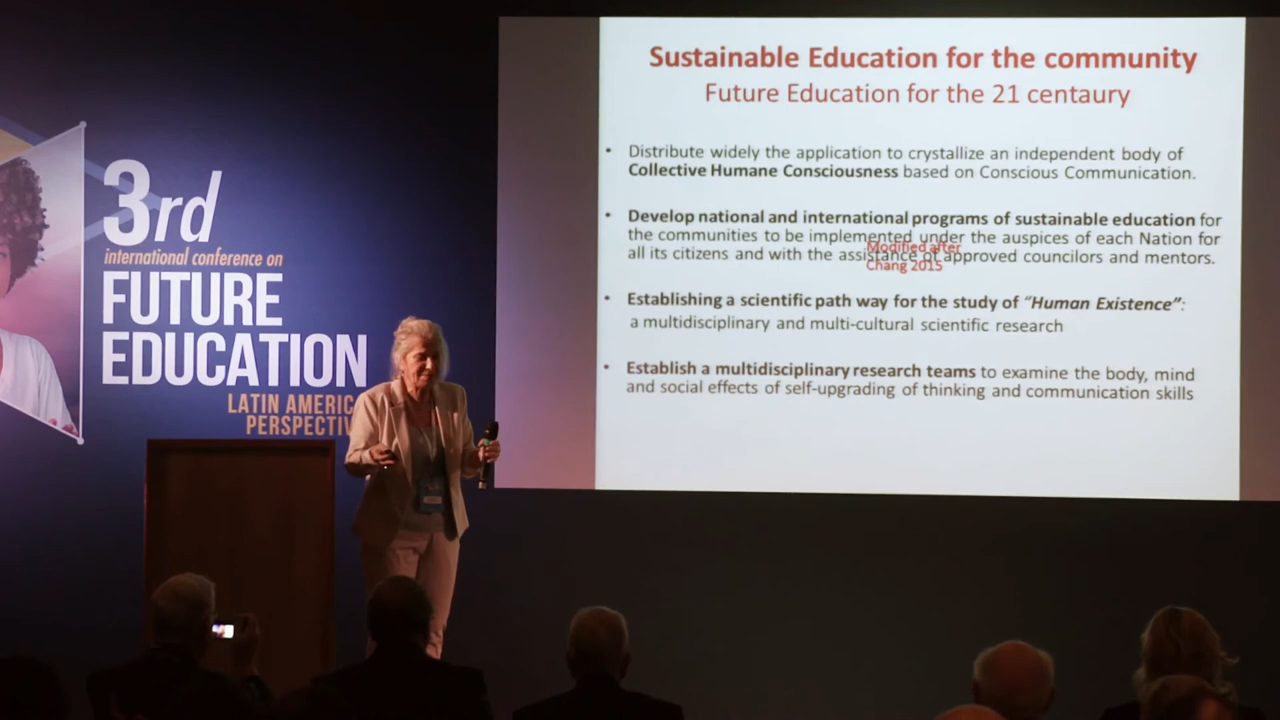 3rd
international conference on
FUTURE
EDUCATION
LATIN AMERIC
PERSPECTIV
Sustainable Education for the community
Future Education for the 21 centaury
• Distribute widely the application to crystallize an independent body of
Collective Humane Consciousness based on Conscious Communication.
• Develop national and international programs of sustainable education for
the communities to be implemented under the auspices of each Nation for
all its citizens and with the assistance of approved councilors and mentors.
Modified after
Chang 2015
• Establishing a scientific path way for the study of “Human Existence”:
a multidisciplinary and multi-cultural scientific research
• Establish a multidisciplinary research teams to examine the body, mind
and social effects of self-upgrading of thinking and communication skills